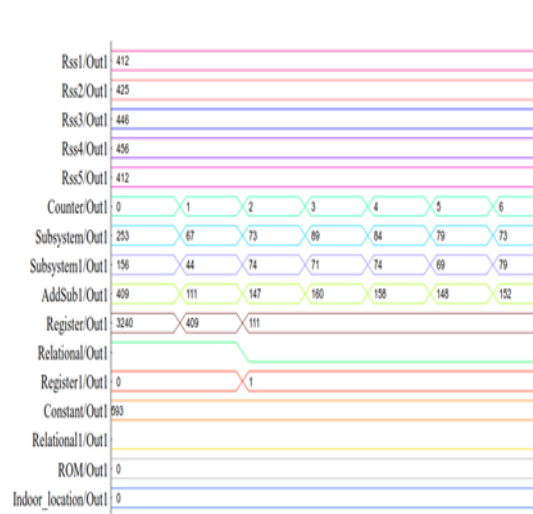 Rss1/Out1 412
Rss2/Out1 425
Rss3/Out1 446
Rss4/Out1 456
Rss5/Out1 412
Counter/Out1 0 1 2 3 4 5 6
Subsystem/Out1 253 67 73 89 84 79 73
Subsystem1/Out1 156 44 74 71 74 69 79
AddSub1/Out1 409 111 147 160 158 148 152
Register/Out1 3240 409 111
Relational/Out1
Register1/Out1 0 1
Constant/Out1 693
Relational1/Out1
ROM/Out1 0
Indoor_location/Out1 0